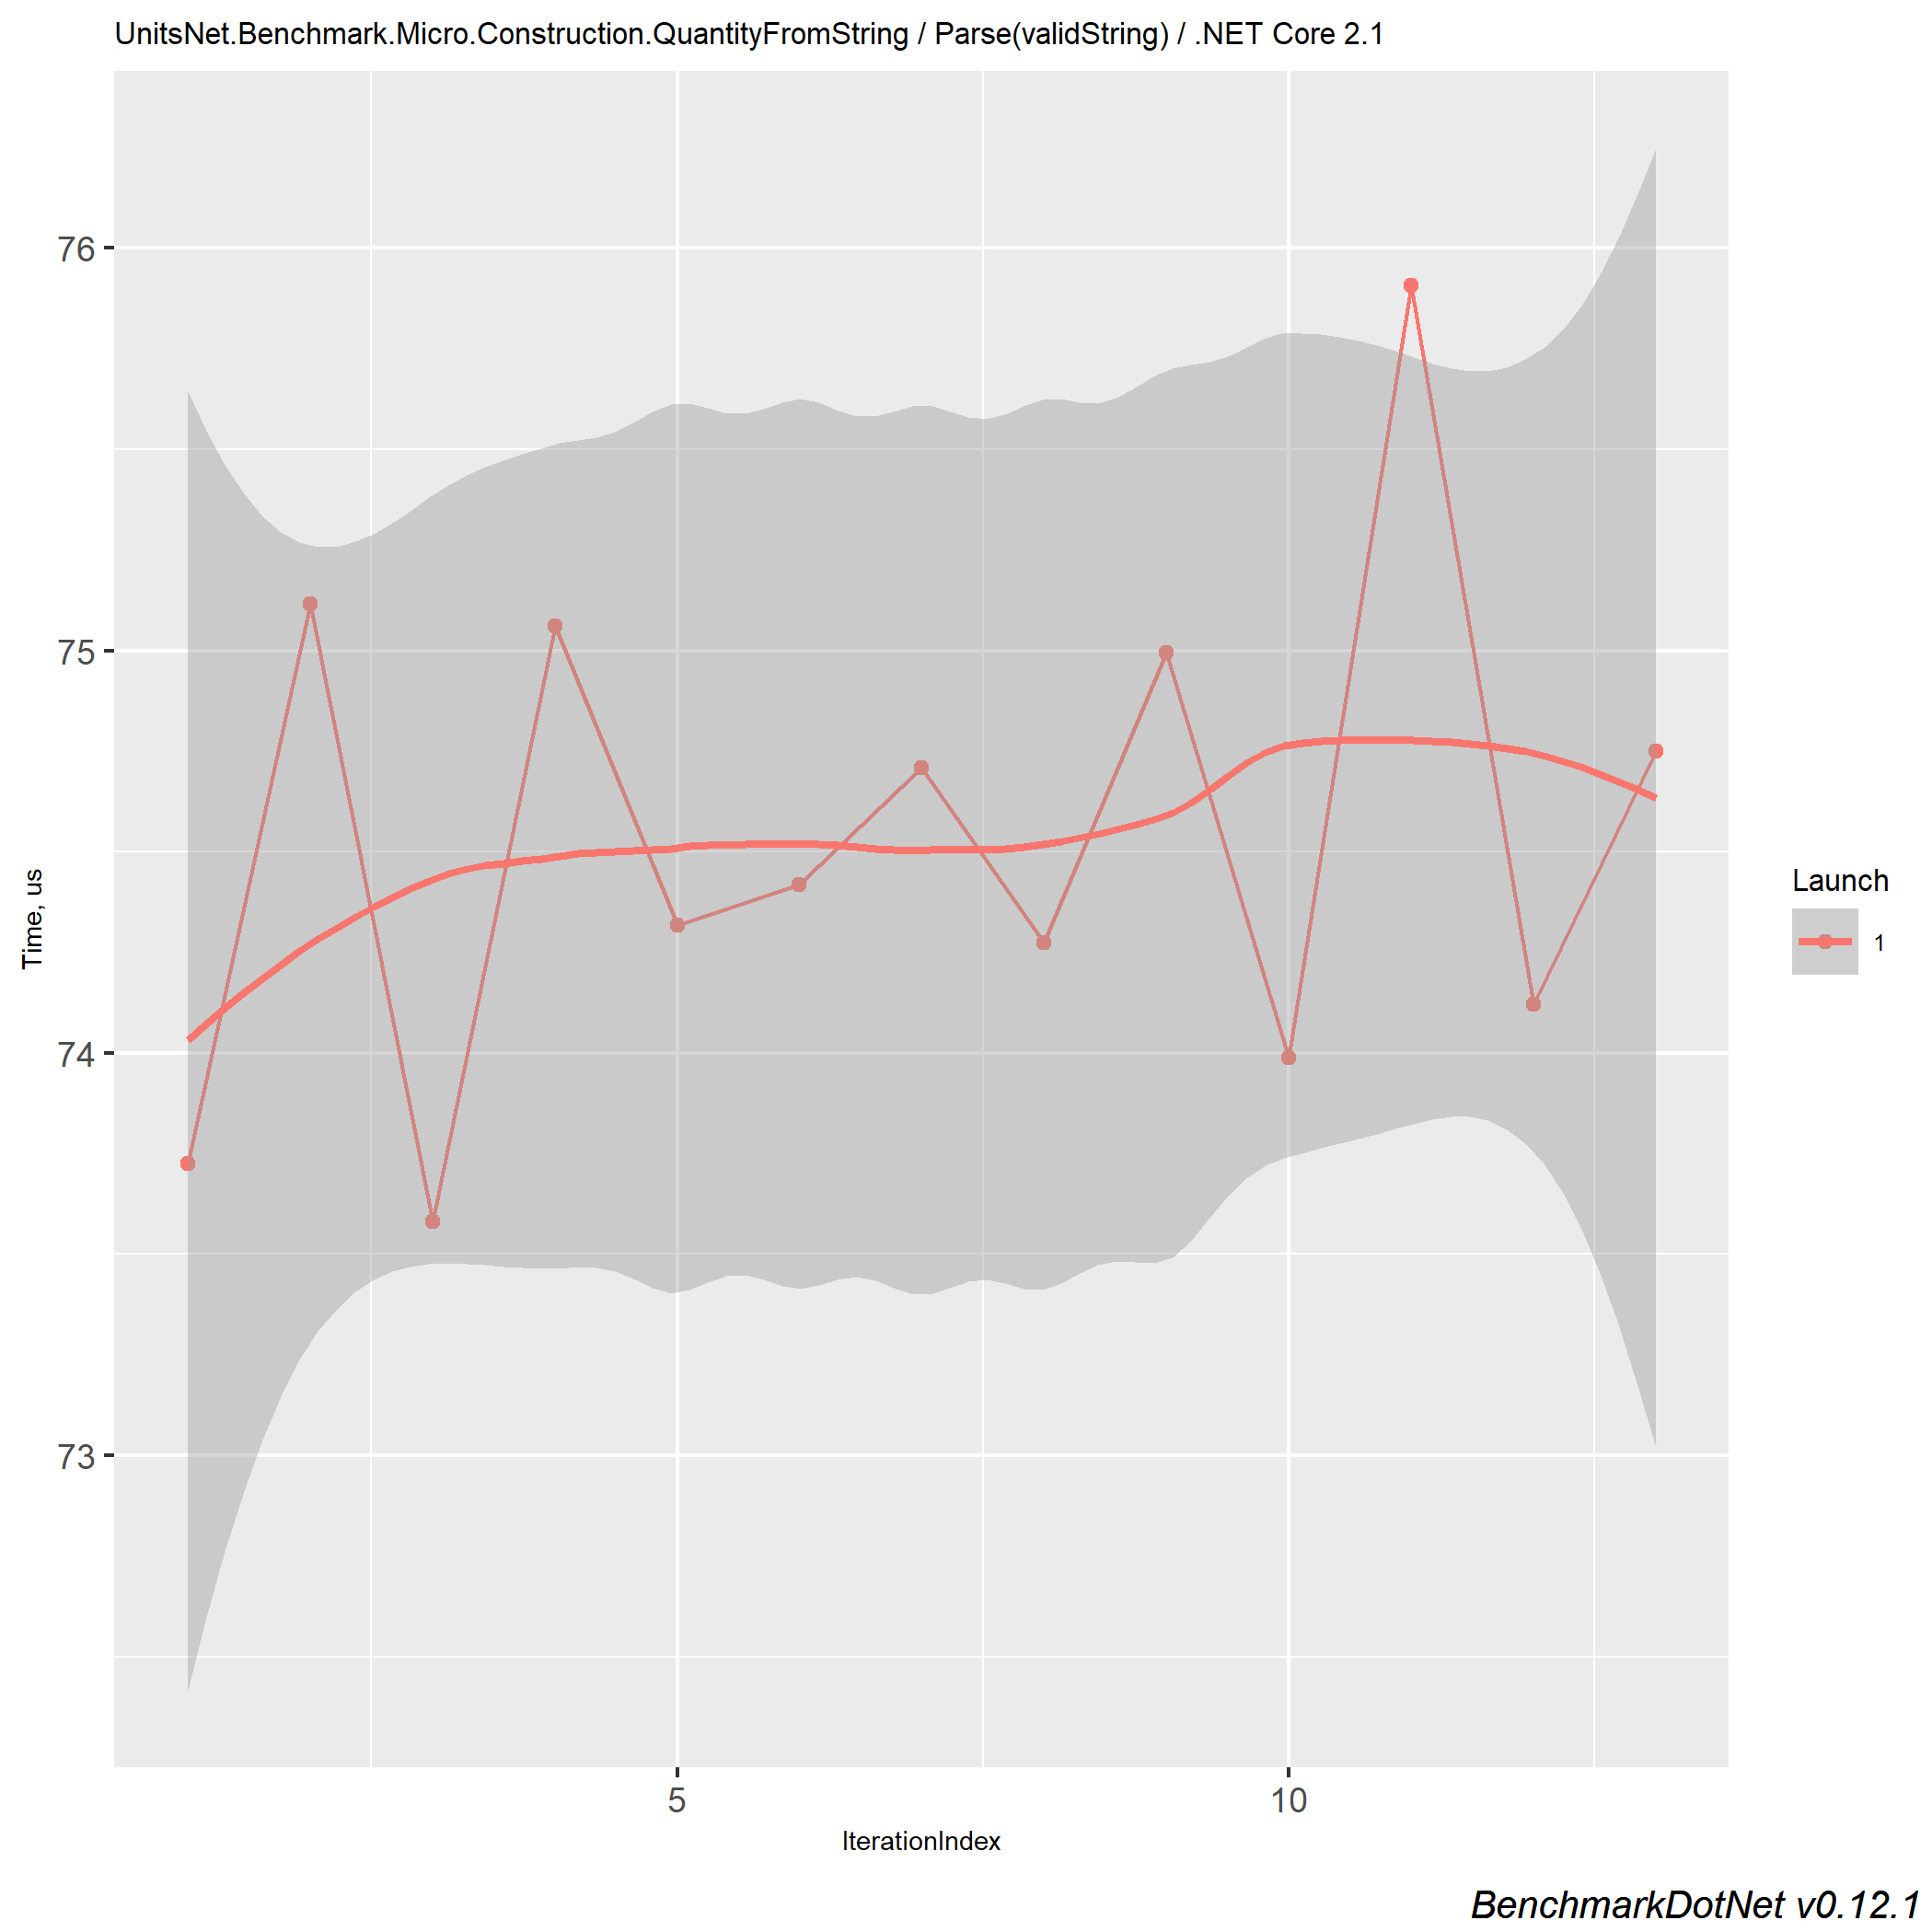 UnitsNet.Benchmark.Micro.Construction.QuantityFromString / Parse(validString) / .NET Core 2.1
76
75
74
73
Time, us
5
10
IterationIndex
Launch
1
BenchmarkDotNet v0.12.1